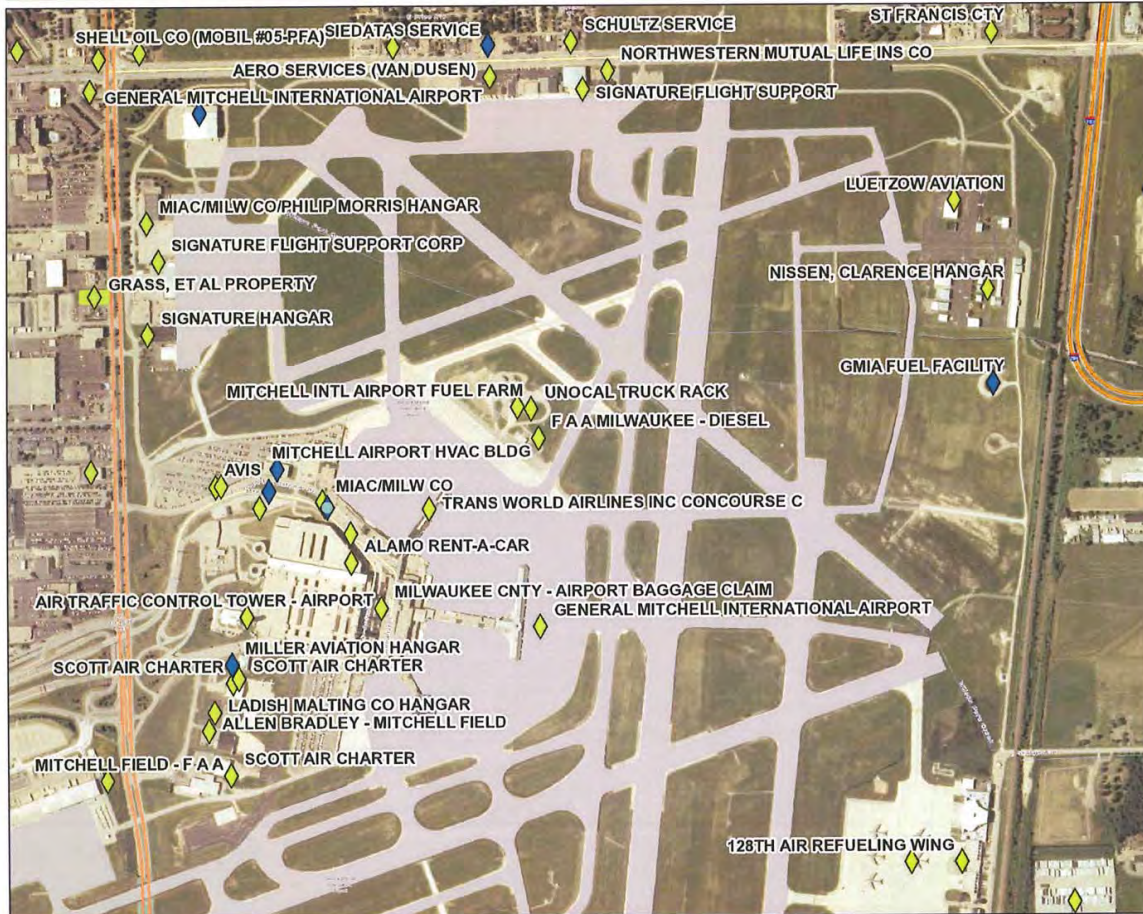 SHELL OIL CO (MOBIL #05-PFA)
SIEDATAS SERVICE
SCHULTZ SERVICE
ST FRANCIS CTY
NORTHWESTERN MUTUAL LIFE INS CO
AERO SERVICES (VAN DUSEN)
GENERAL MITCHELL INTERNATIONAL AIRPORT
SIGNATURE FLIGHT SUPPORT
LUETZOW AVIATION
MIAC/MILW CO/PHILIP MORRIS HANGAR
SIGNATURE FLIGHT SUPPORT CORP
NISSEN, CLARENCE HANGAR
GRASS, ET AL PROPERTY
SIGNATURE HANGAR
GMIA FUEL FACILITY
MITCHELL INTL AIRPORT FUEL FARM
UNOCAL TRUCK RACK
F A A MILWAUKEE - DIESEL
MITCHELL AIRPORT HVAC BLDG
AVIS
MIAC/MILW CO
TRANS WORLD AIRLINES INC CONCOURSE C
ALAMO RENT-A-CAR
MILWAUKEE CNTY - AIRPORT BAGGAGE CLAIM
AIR TRAFFIC CONTROL TOWER - AIRPORT
GENERAL MITCHELL INTERNATIONAL AIRPORT
MILLER AVIATION HANGAR
SCOTT AIR CHARTER
SCOTT AIR CHARTER
LADISH MALTING CO HANGAR
ALLEN BRADLEY - MITCHELL FIELD
MITCHELL FIELD - F A A
SCOTT AIR CHARTER
128TH AIR REFUELING WING